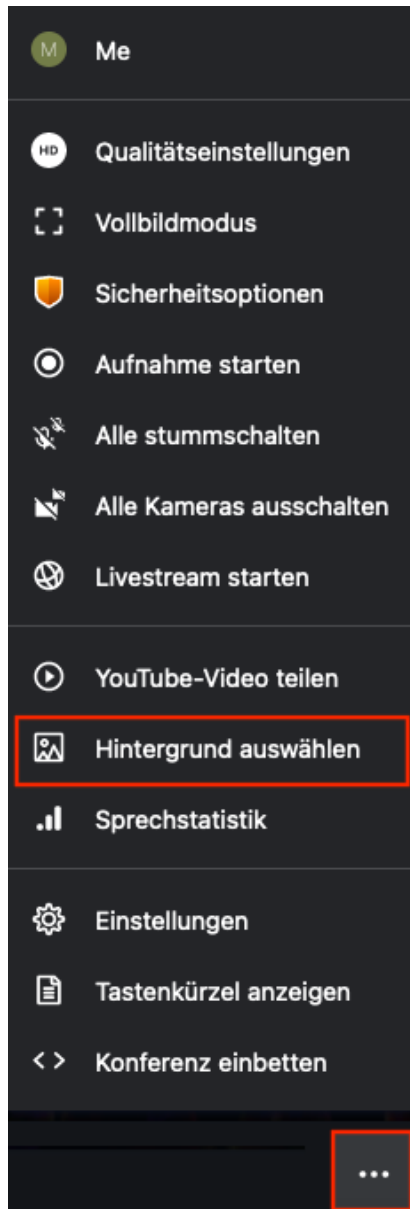 M Me
HD Qualitätseinstellungen
Vollbildmodus
Sicherheitsoptionen
Aufnahme starten
Alle stummschalten
Alle Kameras ausschalten
Livestream starten
YouTube-Video teilen
Hintergrund auswählen
Sprechstatistik
Einstellungen
Tastenkürzel anzeigen
Konferenz einbetten